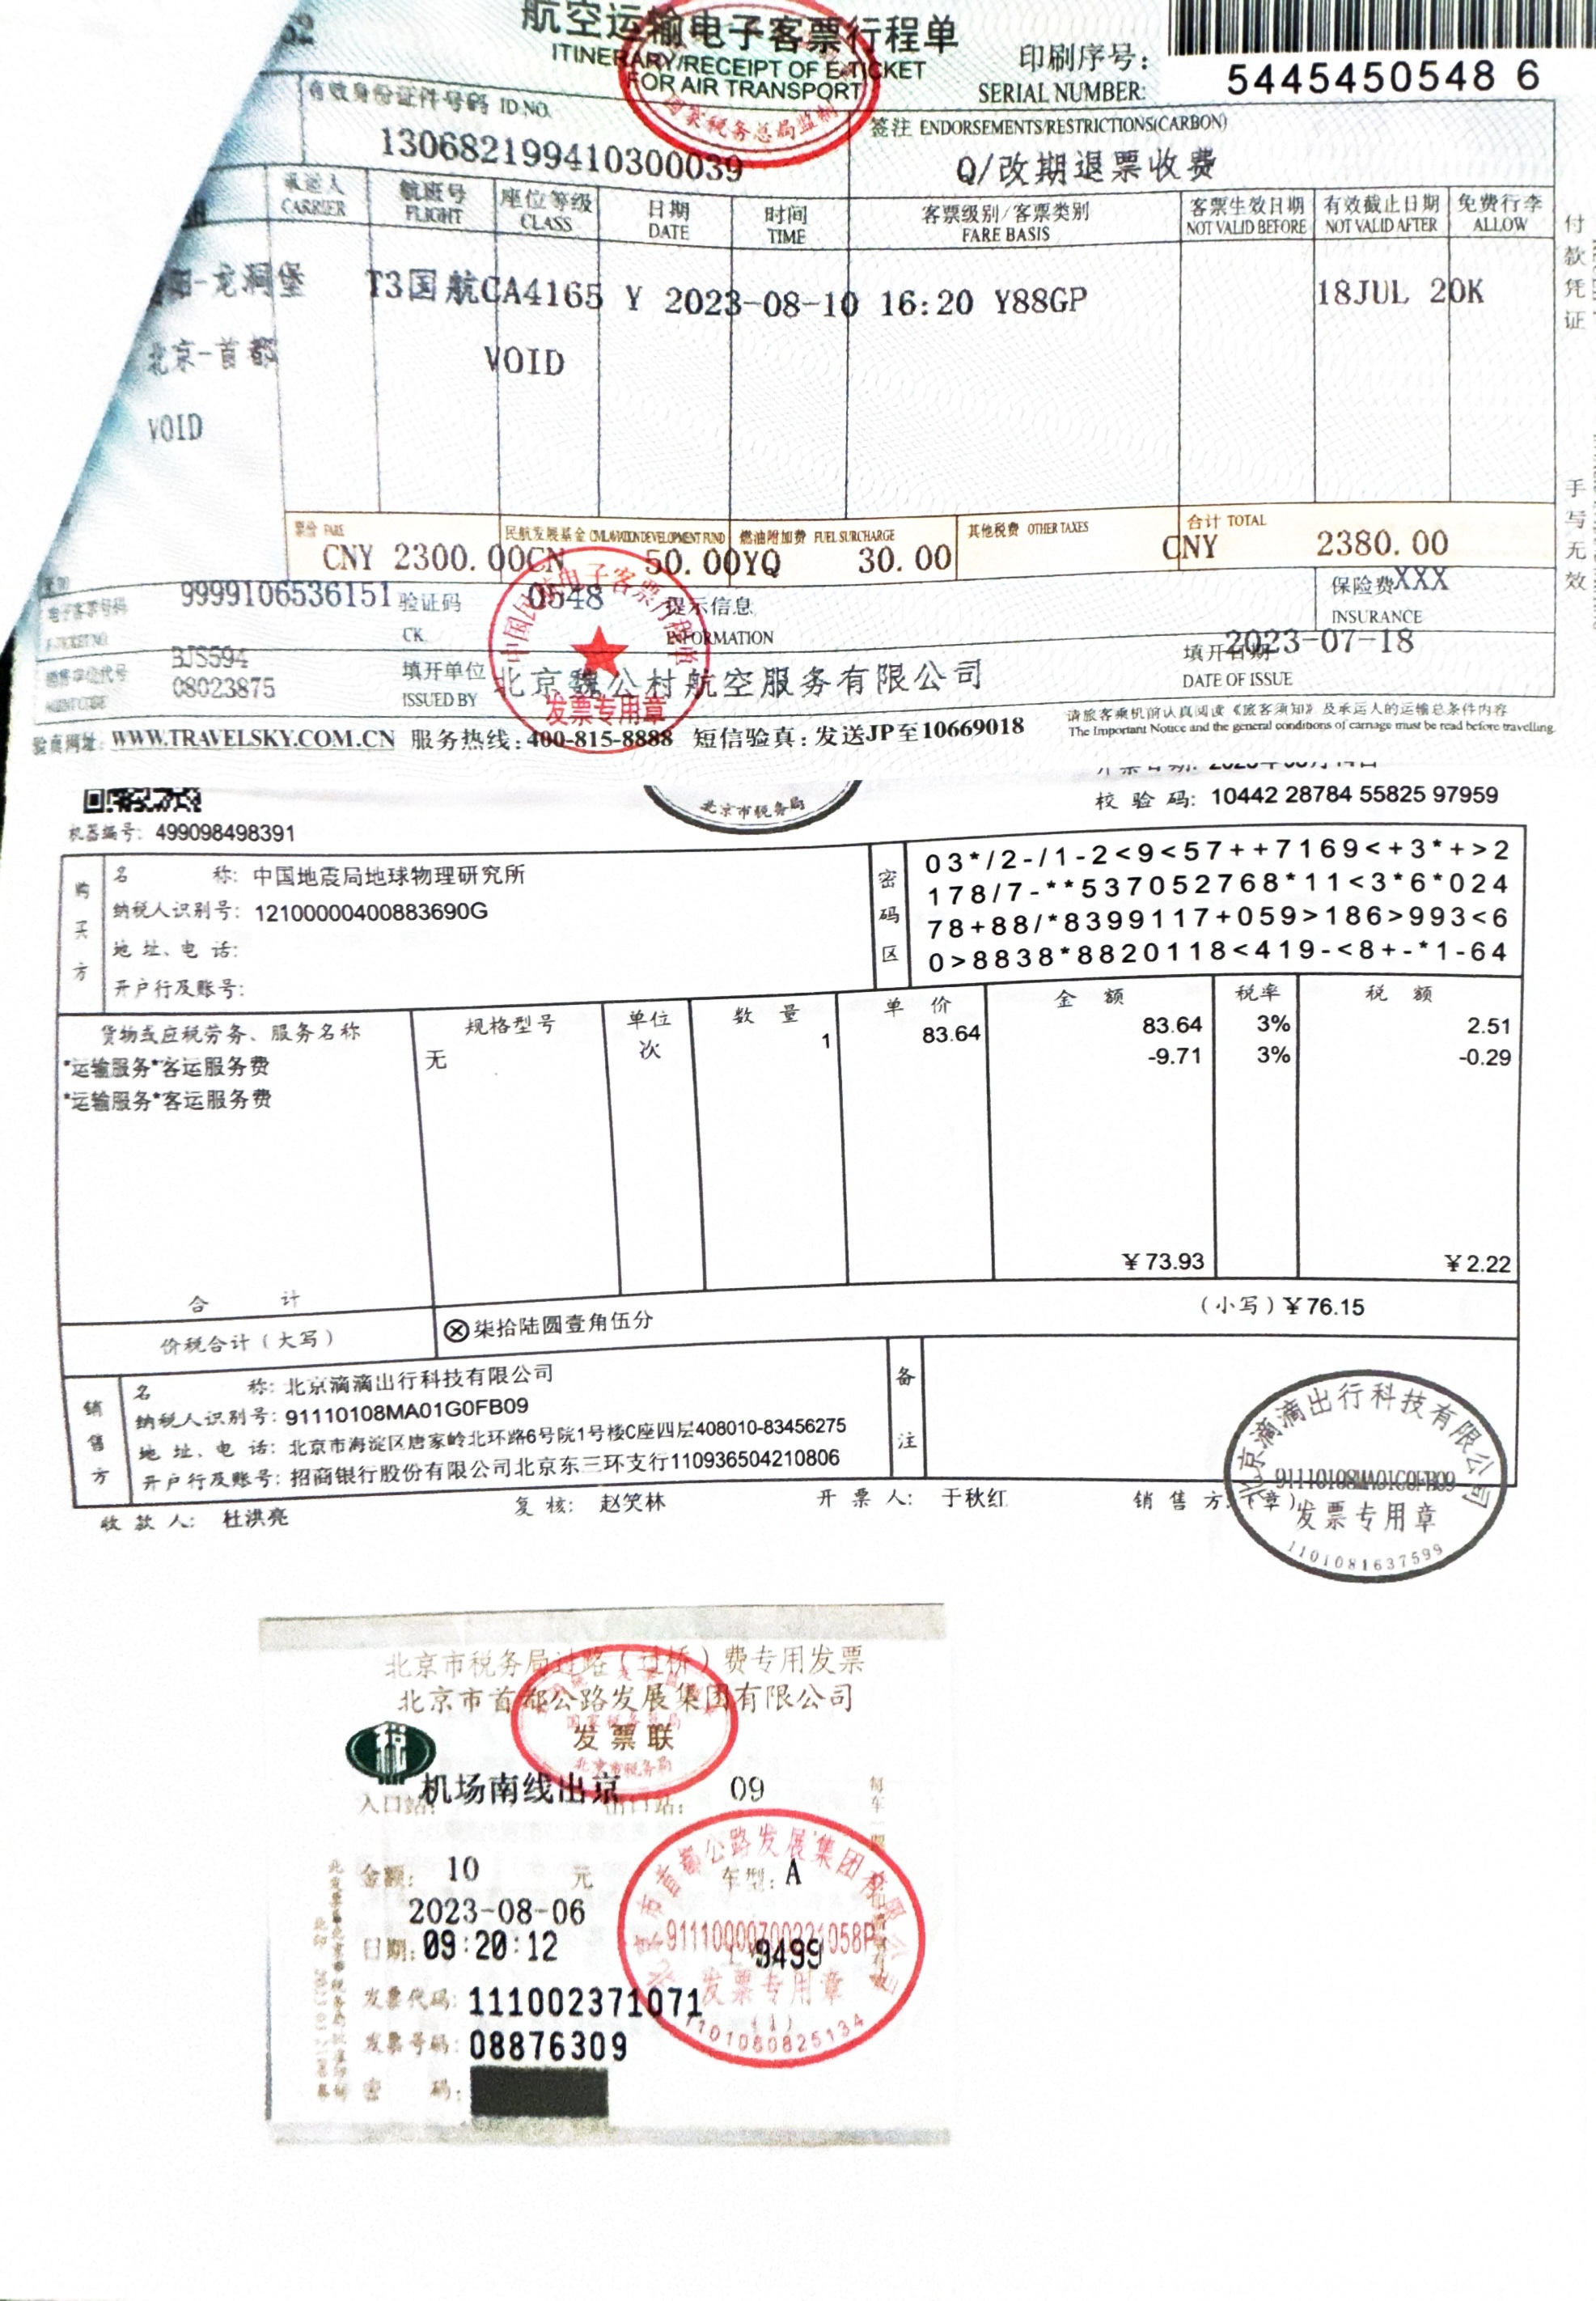 航空运输电子客票行程单
ITINERARY/RECEIPT OF E-TICKET
FOR AIR TRANSPORT
国家税务总局监制
印刷序号:
SERIAL NUMBER:
5445450548 6
有效身份证件号码 ID.NO.
130682199410300039
签注 ENDORSEMENTS/RESTRICTIONS(CARBON)
Q/改期退票收费
承运人 航班号 座位等级 日期 时间 客票级别/客票类别 客票生效日期 有效截止日期 免费行李
CARRIER FLIGHT CLASS DATE TIME FARE BASIS NOT VALID BEFORE NOT VALID AFTER ALLOW
阳-龙洞堡 T3国航CA4165 Y 2023-08-10 16:20 Y88GP 18JUL 20K
北京-首都 VOID
VOID
付款凭证 手写无效
票价 FARE 民航发展基金 CIVIL AVIATION DEVELOPMENT FUND 燃油附加费 FUEL SURCHARGE 其他税费 OTHER TAXES 合计 TOTAL
CNY 2300.00CN 50.00YQ 30.00 CNY 2380.00
电子客票号码 9999106536151 验证码 0548 提示信息 保险费XXX
E-TICKET NO. CK. INFORMATION INSURANCE
销售单位代号 BJS594 填开单位 北京魏公村航空服务有限公司 填开日期 2023-07-18
AGENT CODE 08023875 ISSUED BY DATE OF ISSUE
发票专用章
验真网址: WWW.TRAVELSKY.COM.CN 服务热线:400-815-8888 短信验真:发送JP至10669018
请旅客乘机前认真阅读《旅客须知》及承运人的运输总条件内容
The Important Notice and the general conditions of carriage must be read before travelling.
北京市税务局
校 验 码: 10442 28784 55825 97959
机器编号: 499098498391
购买方
名 称: 中国地震局地球物理研究所
纳税人识别号: 12100000400883690G
地 址、电 话:
开户行及账号:
密码区
03*/2-/1-2<9<57++7169<+3*+>2
178/7-**537052768*11<3*6*024
78+88/*8399117+059>186>993<6
0>8838*8820118<419-<8+-*1-64
货物或应税劳务、服务名称 规格型号 单位 数 量 单 价 金 额 税率 税 额
*运输服务*客运服务费 无 次 1 83.64 83.64 3% 2.51
*运输服务*客运服务费 -9.71 3% -0.29
合 计 ¥73.93 ¥2.22
价税合计(大写) ⊗柒拾陆圆壹角伍分 (小写)¥76.15
销售方
名 称: 北京滴滴出行科技有限公司
纳税人识别号: 91110108MA01G0FB09
地 址、电 话: 北京市海淀区唐家岭北环路6号院1号楼C座四层408010-83456275
开户行及账号: 招商银行股份有限公司北京东三环支行110936504210806
备注
收 款 人: 杜洪亮 复 核: 赵笑林 开 票 人: 于秋红 销 售 方:(章)
北京滴滴出行科技有限公司
91110108MA01G0FB09
发票专用章
1101081637599
北京市税务局过路(过桥)费专用发票
北京市首都公路发展集团有限公司
发票联
国家税务总局
北京市税务局
入口站: 机场南线出京 出口站: 09
金额: 10 元 车型: A
2023-08-06
日期: 09:20:12
9499
发票代码: 111002371071
发票号码: 08876309
密 码:
北京市首都公路发展集团有限公司
91110000700221058P
发票专用章
(1)
1101060825134